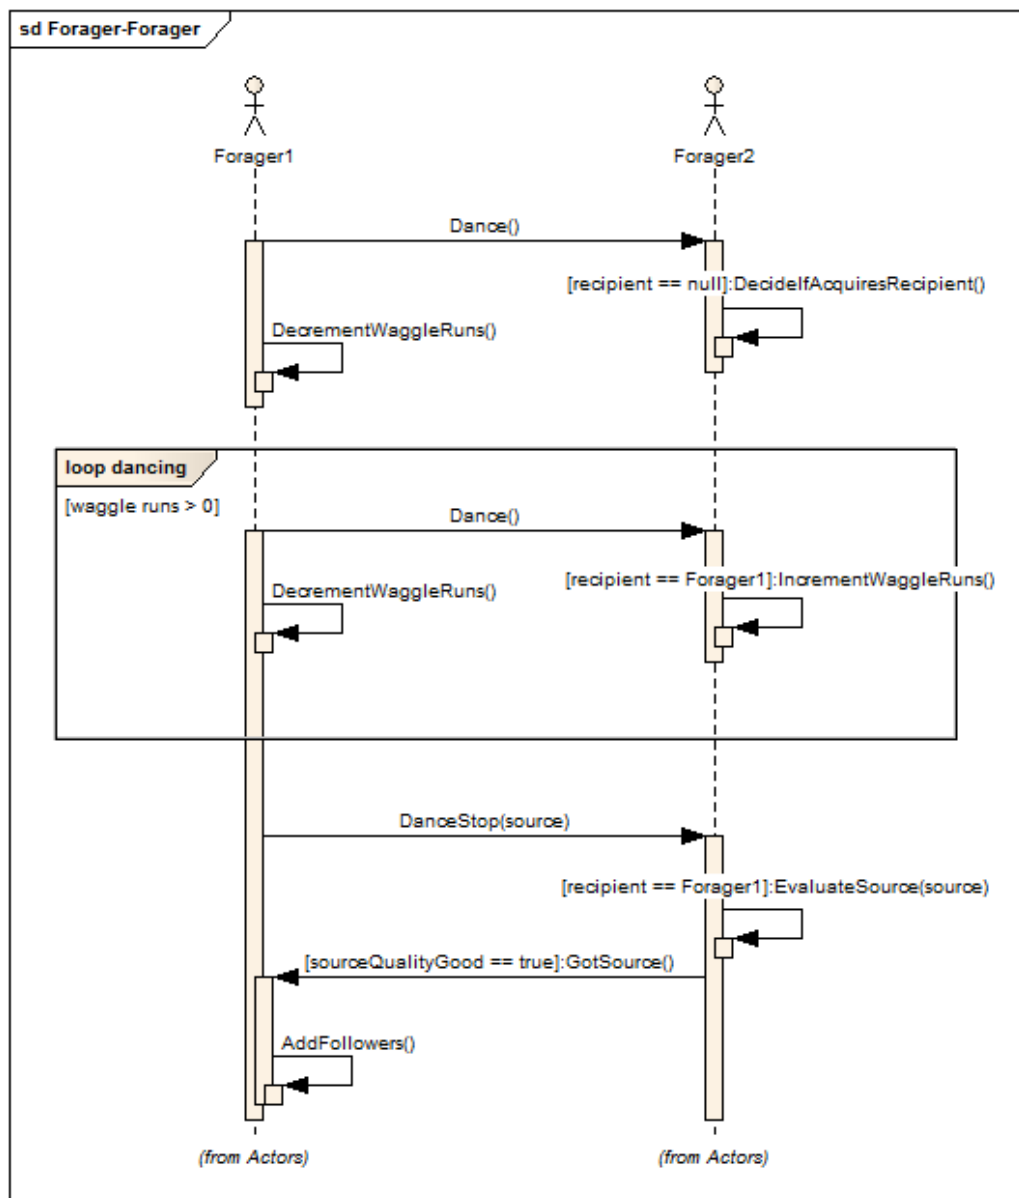 sd Forager-Forager
Forager1
Forager2
Dance()
[recipient == null]:DecideIfAcquiresRecipient()
DecrementWaggleRuns()
loop dancing
[waggle runs > 0]
Dance()
[recipient == Forager1]:IncrementWaggleRuns()
DecrementWaggleRuns()
DanceStop(source)
[recipient == Forager1]:EvaluateSource(source)
[sourceQualityGood == true]:GotSource()
AddFollowers()
(from Actors)
(from Actors)